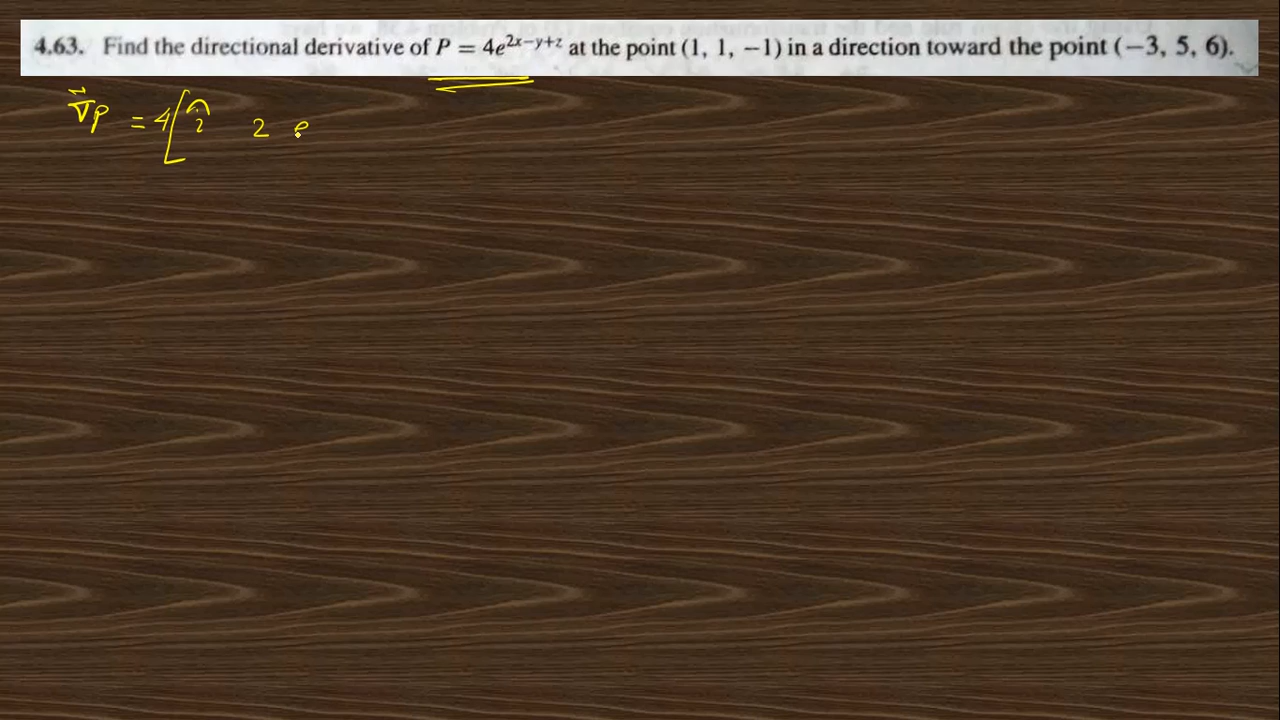 4.63. Find the directional derivative of P = 4e^{2x−y+z} at the point (1, 1, −1) in a direction toward the point (−3, 5, 6).
∇⃗P = 4[ 2 e